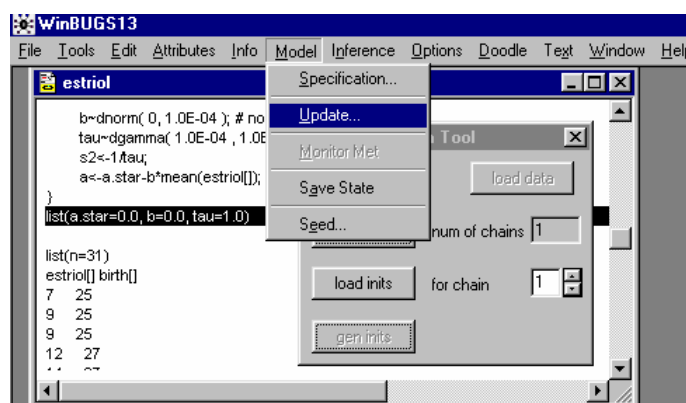 WinBUGS13
File Tools Edit Attributes Info Model Inference Options Doodle Text Window
estriol
Specification...
b~dnorm( 0, 1.0E-04 ); # no
Update...
tau~dgamma( 1.0E-04 ,
Tool
s2<-1/tau;
Monitor Met
a<-a.star-b*mean(estriol[]);
load data
Save State
}
list(a.star=0.0, b=0.0, tau=1.0)
Seed...
num of chains 1
list(n=31)
estriol[] birth[]
load inits for chain 1
7 25
9 25
9 25
gen inits
12 27